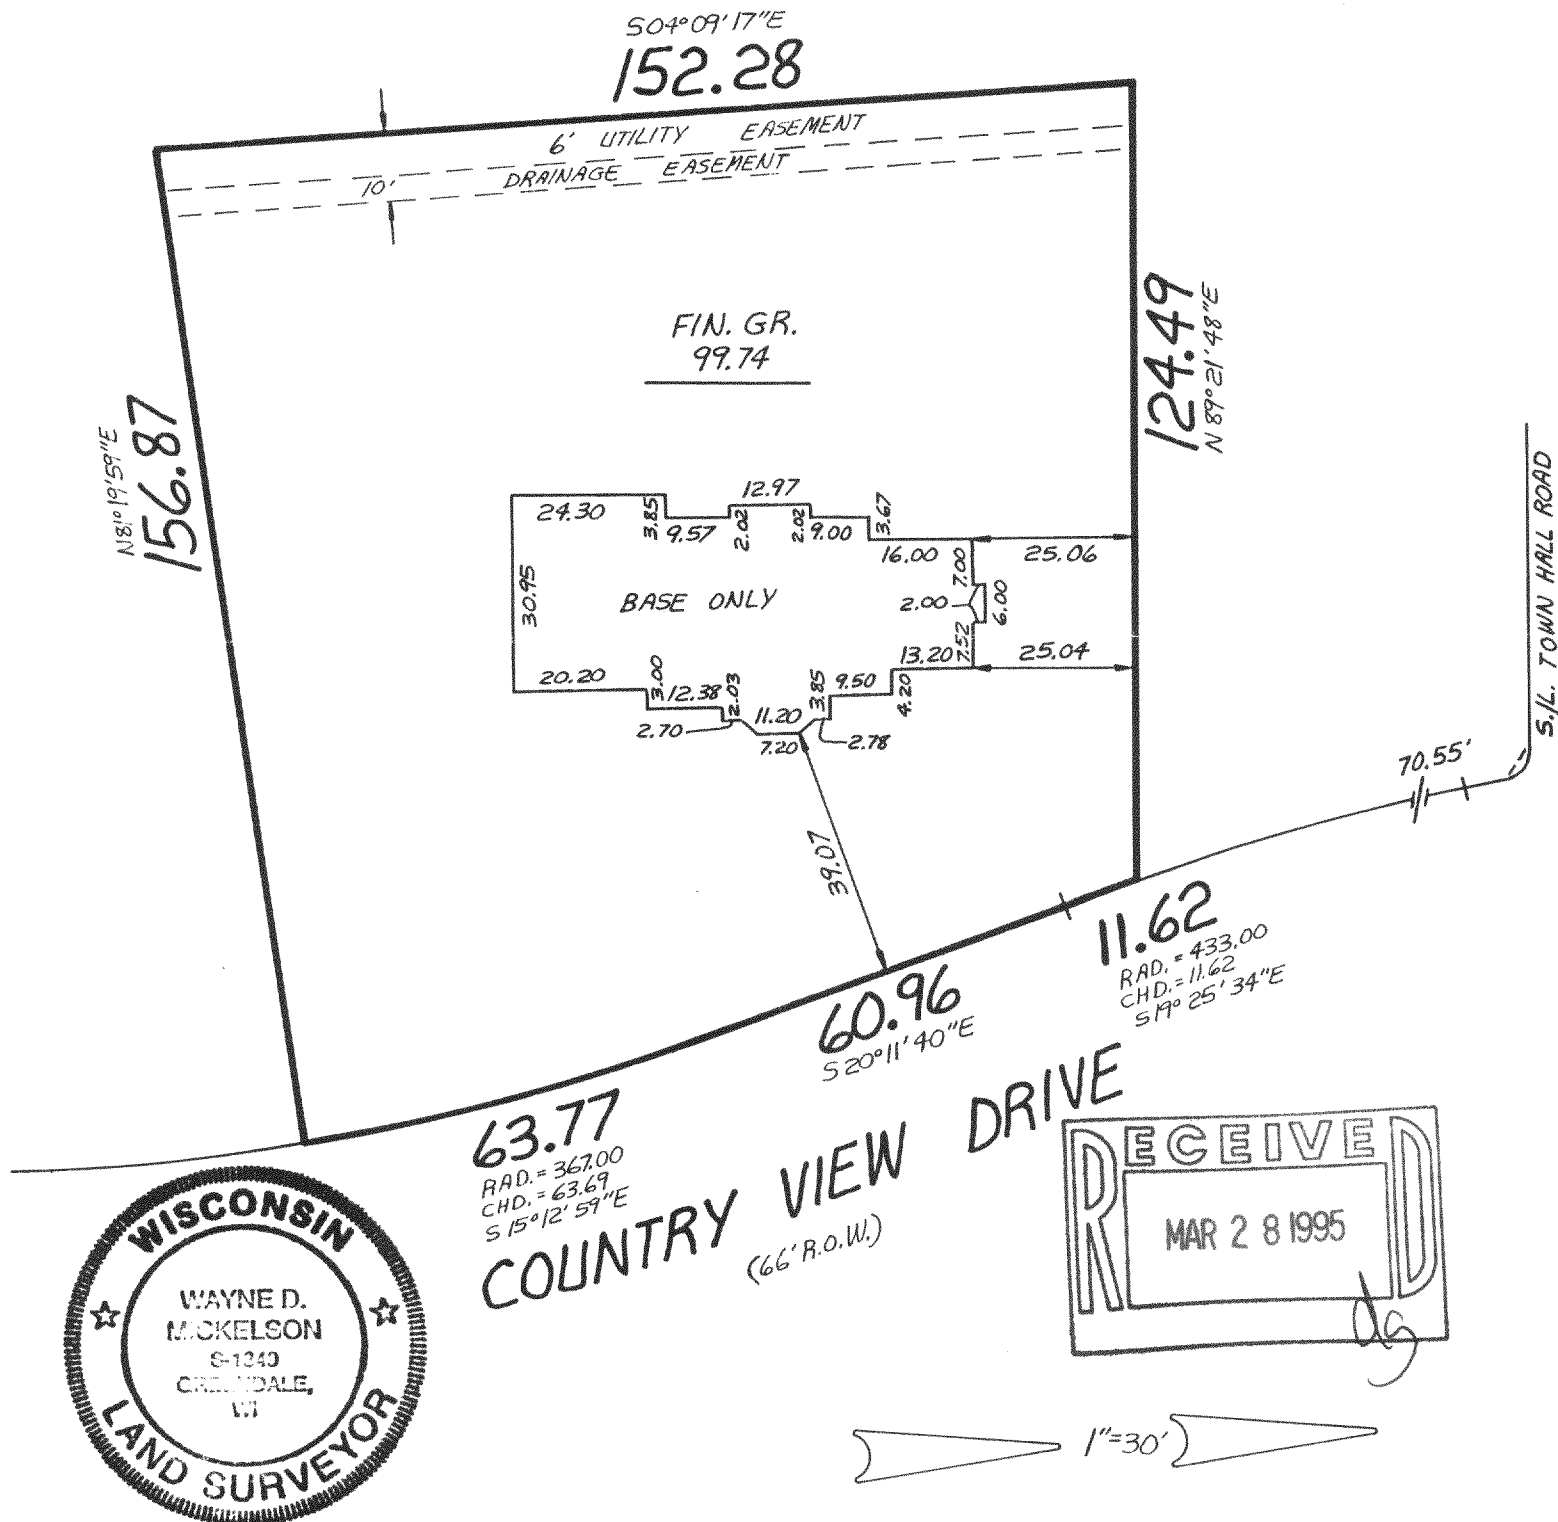 S04°09'17"E
152.28
6' UTILITY EASEMENT
10' DRAINAGE EASEMENT
FIN. GR.
99.74
124.49
N 89°21'48"E
156.87
N81°19'59"E
12.97
24.30
3.85
9.57
2.02
2.02
9.00
3.67
16.00
25.06
7.00
30.95
BASE ONLY
2.00
6.00
7.52
13.20
25.04
20.20
3.00
12.38
2.03
3.85
9.50
4.20
2.70
11.20
7.20
2.78
39.07
S./L. TOWN HALL ROAD
70.55'
11.62
RAD. = 433.00
CHD. = 11.62
S 19° 25' 34"E
60.96
S 20°11'40"E
63.77
RAD. = 367.00
CHD. = 63.69
S 15°12'59"E
COUNTRY VIEW DRIVE
(66' R.O.W.)
RECEIVED
MAR 28 1995
dg
WISCONSIN
WAYNE D.
MICKELSON
WI
LAND SURVEYOR
1"=30'